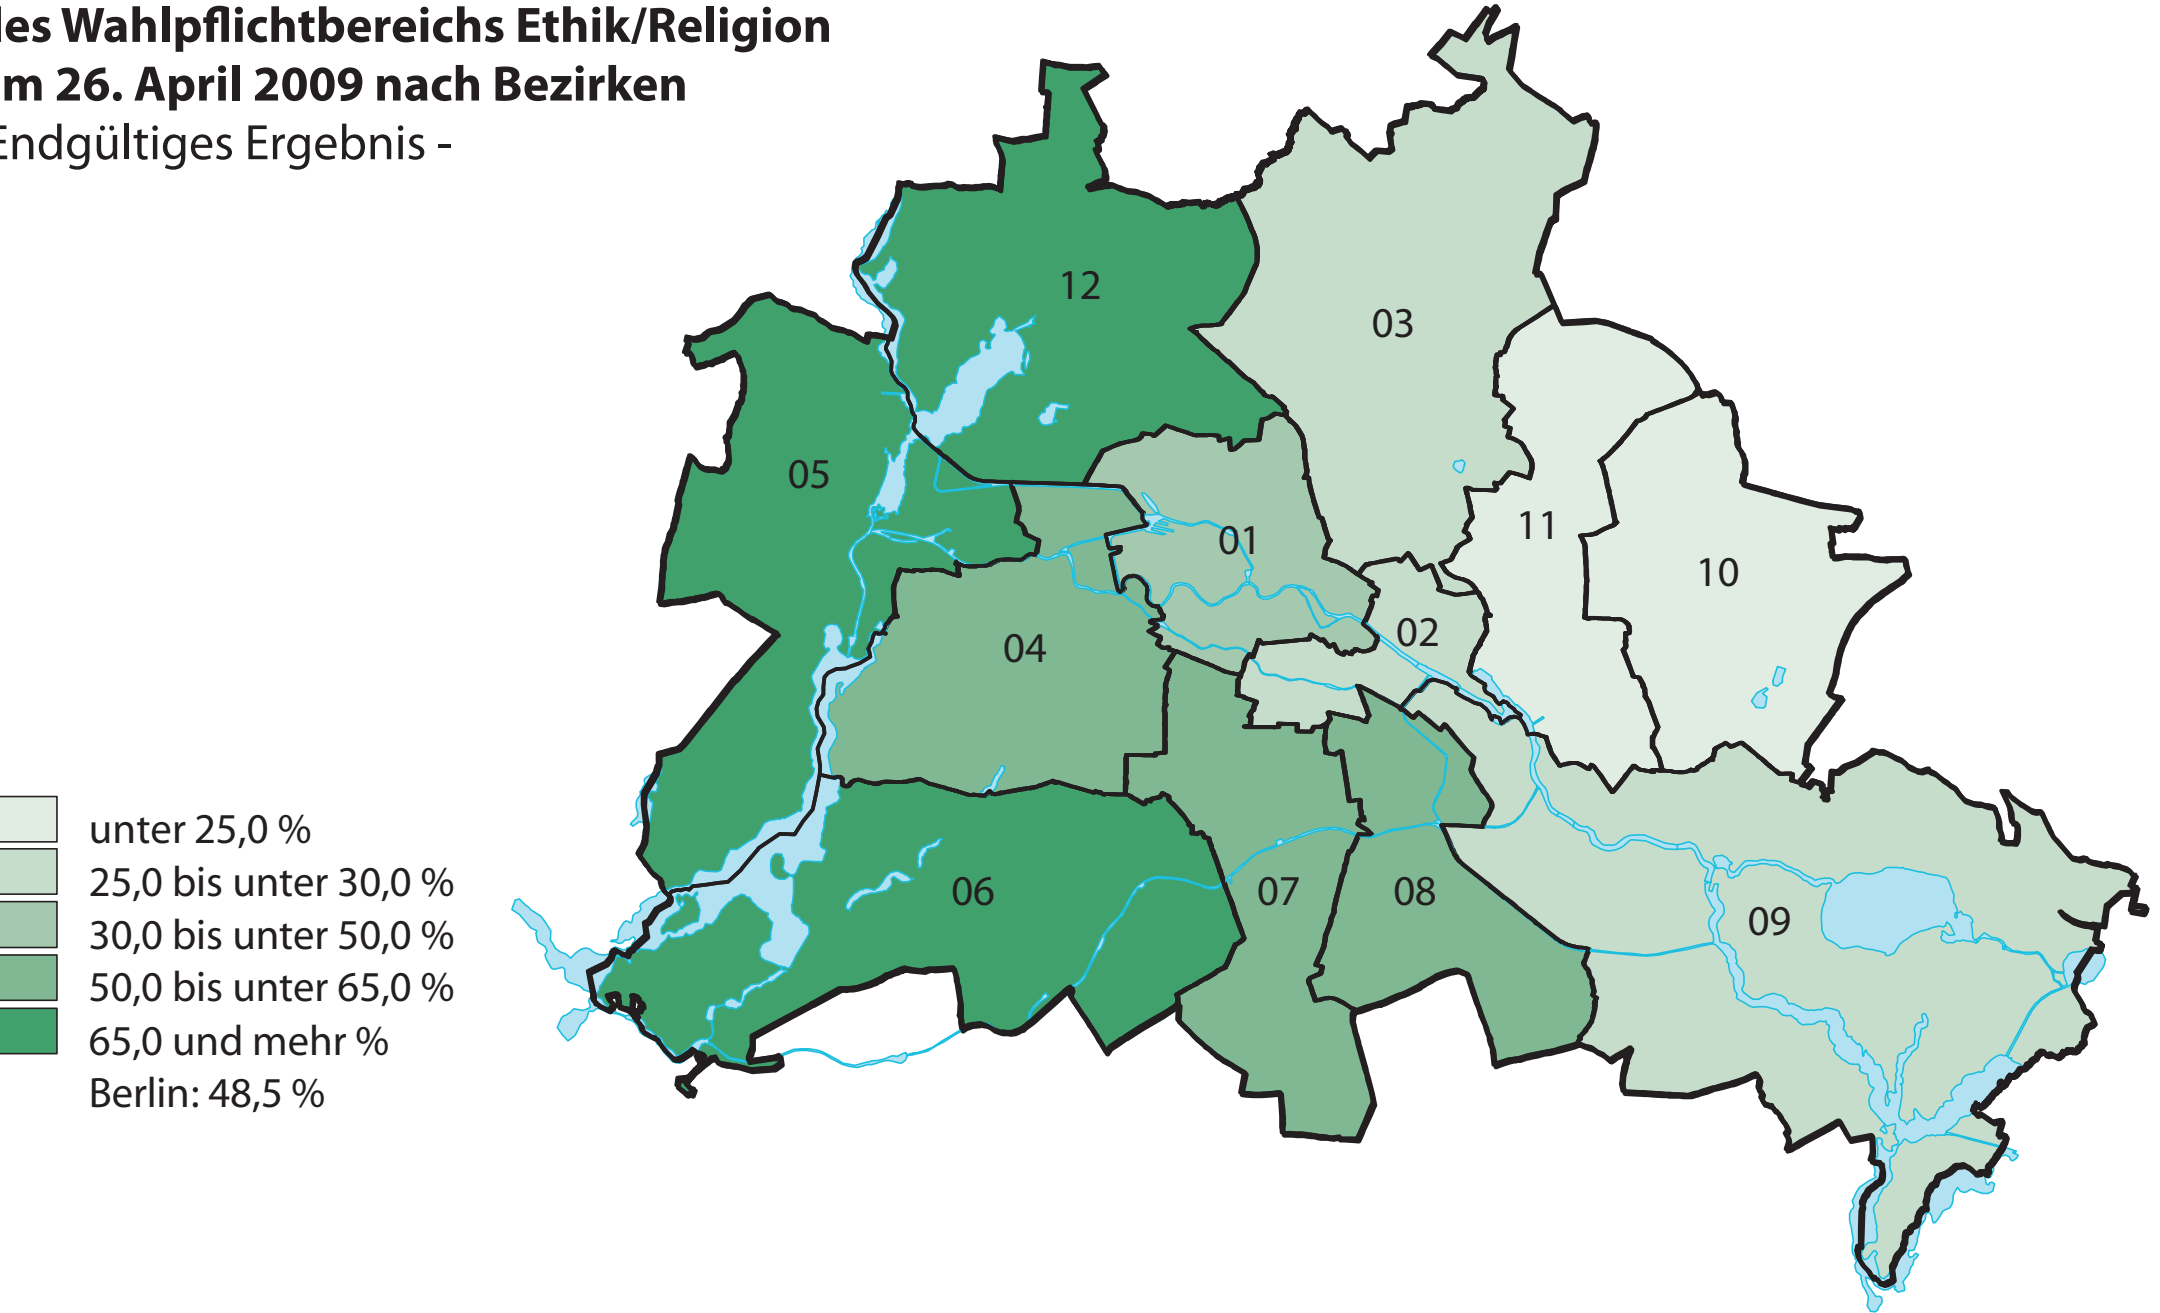 des Wahlpflichtbereichs Ethik/Religion
am 26. April 2009 nach Bezirken
Endgültiges Ergebnis -
12
03
05
11
01
10
02
04
06
07
08
09
unter 25,0 %
25,0 bis unter 30,0 %
30,0 bis unter 50,0 %
50,0 bis unter 65,0 %
65,0 und mehr %
Berlin: 48,5 %